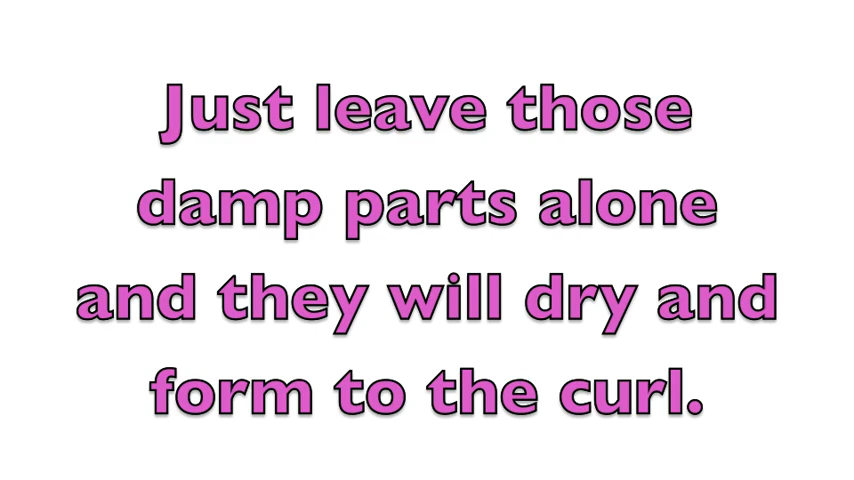 Just leave those
damp parts alone
and they will dry and
form to the curl.